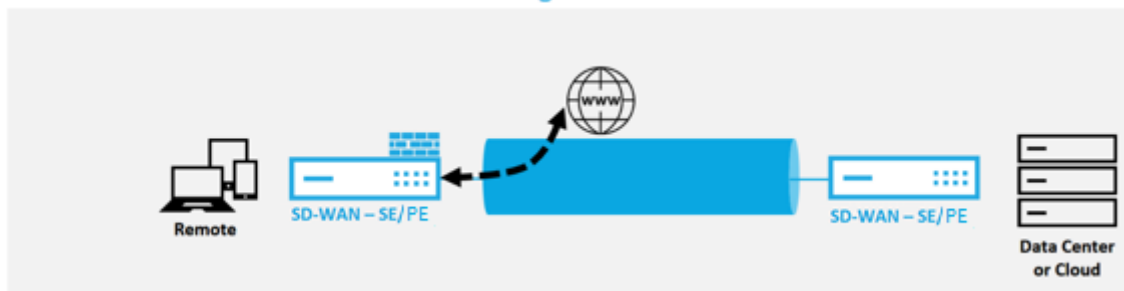 www
SD-WAN – SE/PE
SD-WAN – SE/PE
Remote
Data Center
or Cloud